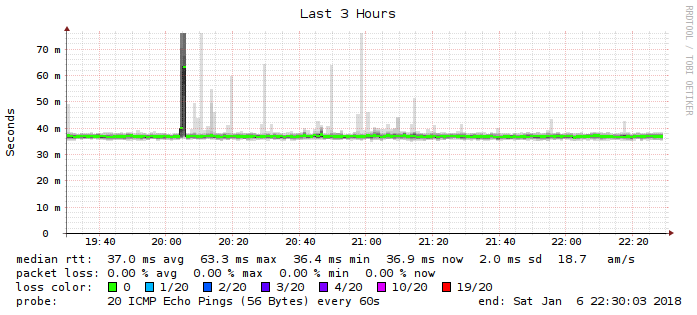 Last 3 Hours
RRDTOOL / TOBI OETIKER
Seconds
70 m
60 m
50 m
40 m
30 m
20 m
10 m
0
19:40 20:00 20:20 20:40 21:00 21:20 21:40 22:00 22:20
median rtt: 37.0 ms avg 63.3 ms max 36.4 ms min 36.9 ms now 2.0 ms sd 18.7 am/s
packet loss: 0.00 % avg 0.00 % max 0.00 % min 0.00 % now
loss color: 0 1/20 2/20 3/20 4/20 10/20 19/20
probe: 20 ICMP Echo Pings (56 Bytes) every 60s end: Sat Jan 6 22:30:03 2018